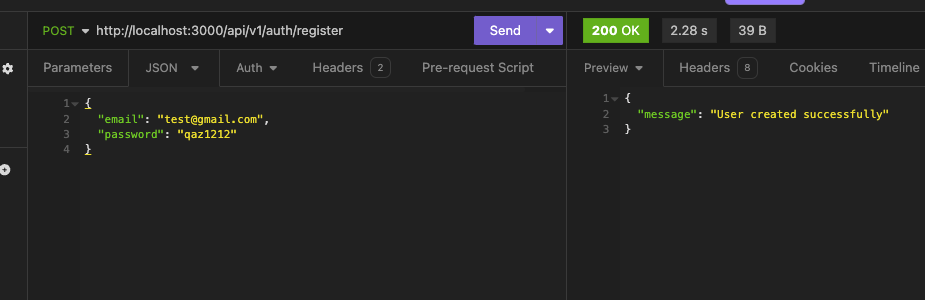 POST http://localhost:3000/api/v1/auth/register Send
200 OK 2.28 s 39 B
Parameters JSON Auth Headers 2 Pre-request Script
Preview Headers 8 Cookies Timeline
1 {
2 "email": "test@gmail.com",
3 "password": "qaz1212"
4 }
1 {
2 "message": "User created successfully"
3 }